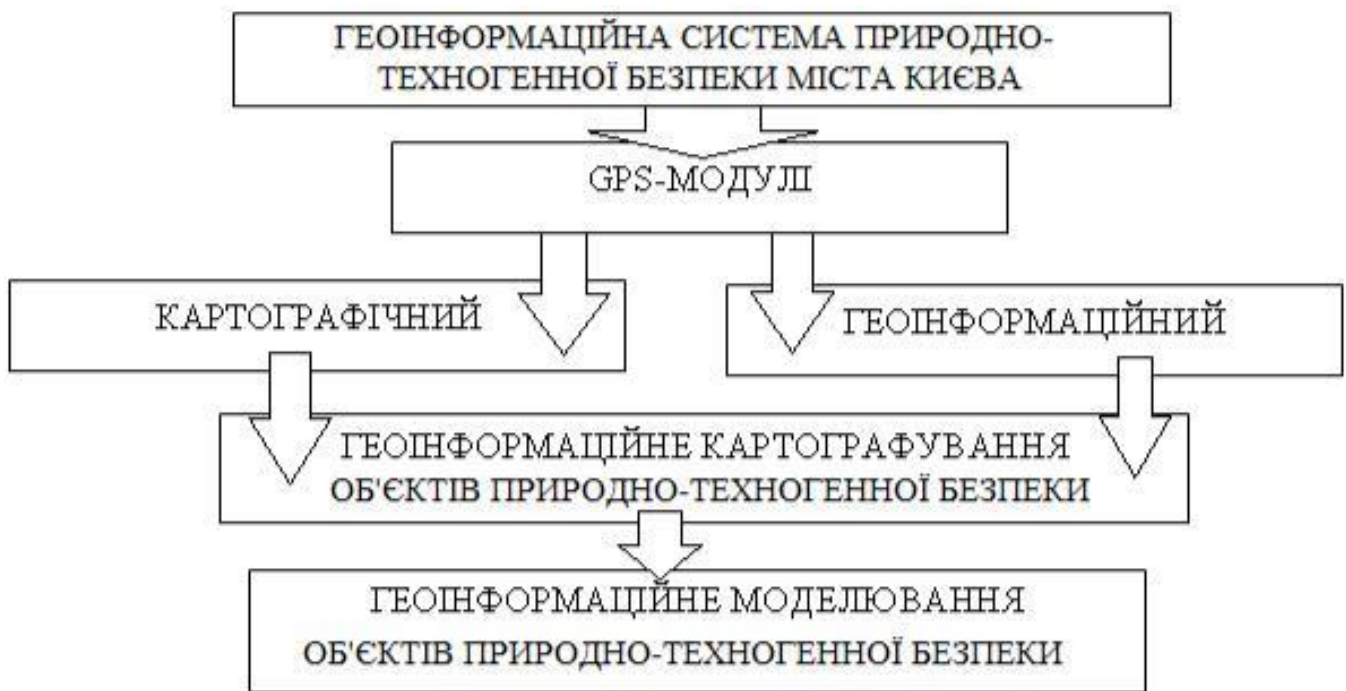 ГЕОІНФОРМАЦІЙНА СИСТЕМА ПРИРОДНО-
ТЕХНОГЕННОЇ БЕЗПЕКИ МІСТА КИЄВА
GPS-МОДУЛІ
КАРТОГРАФІЧНИЙ
ГЕОІНФОРМАЦІЙНИЙ
ГЕОІНФОРМАЦІЙНЕ КАРТОГРАФУВАННЯ
ОБ'ЄКТІВ ПРИРОДНО-ТЕХНОГЕННОЇ БЕЗПЕКИ
ГЕОІНФОРМАЦІЙНЕ МОДЕЛЮВАННЯ
ОБ'ЄКТІВ ПРИРОДНО-ТЕХНОГЕННОЇ БЕЗПЕКИ